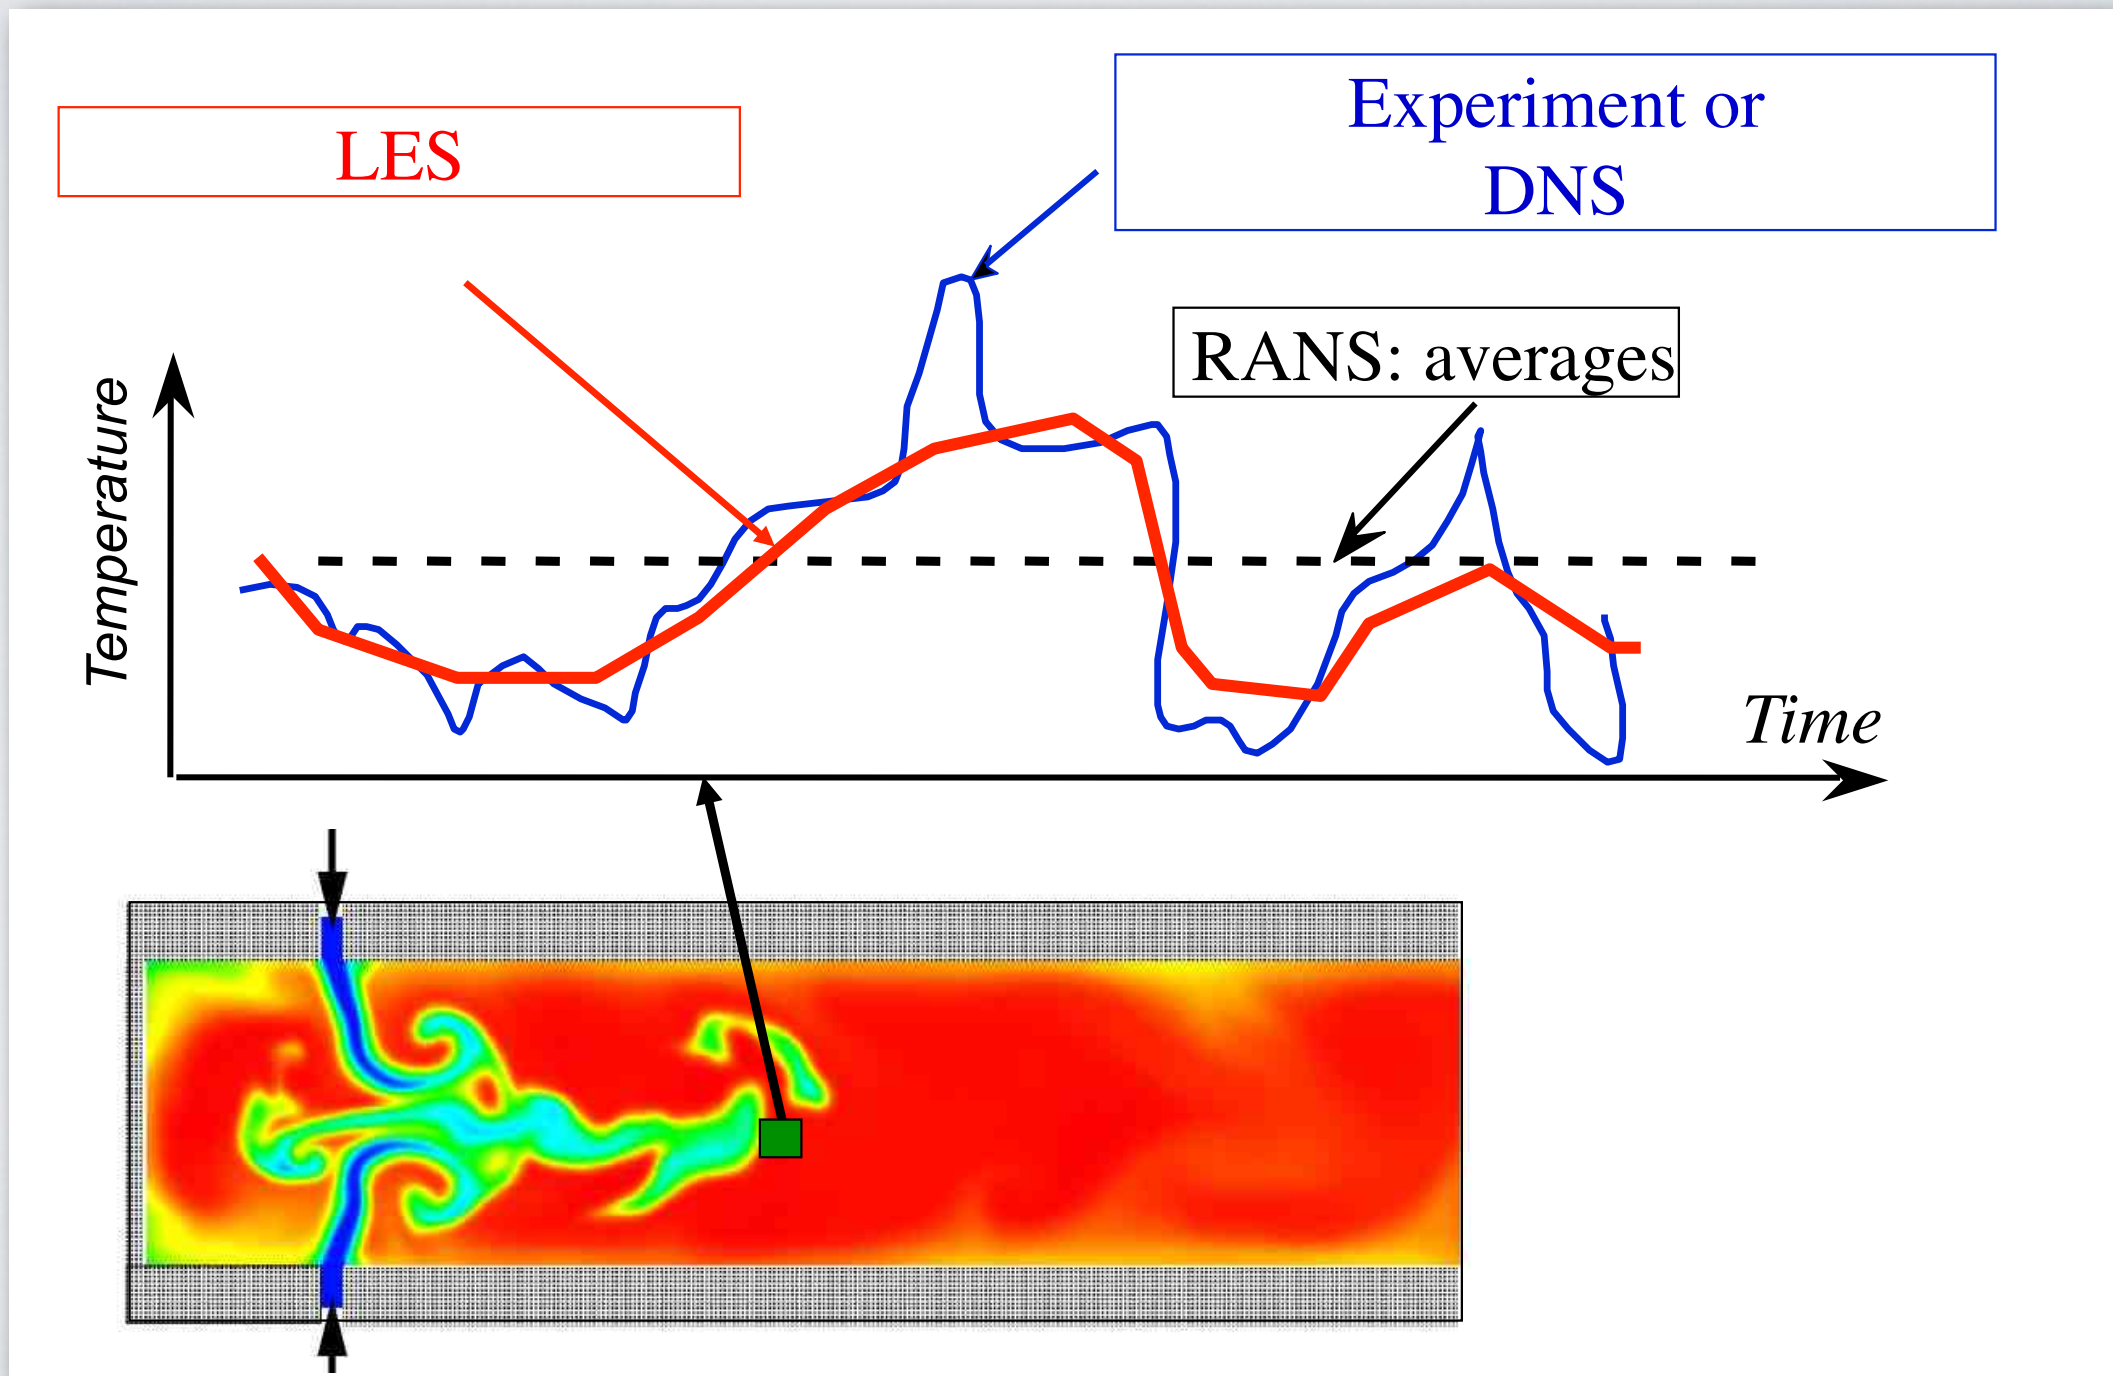 LES
Experiment or
DNS
RANS: averages
Temperature
Time